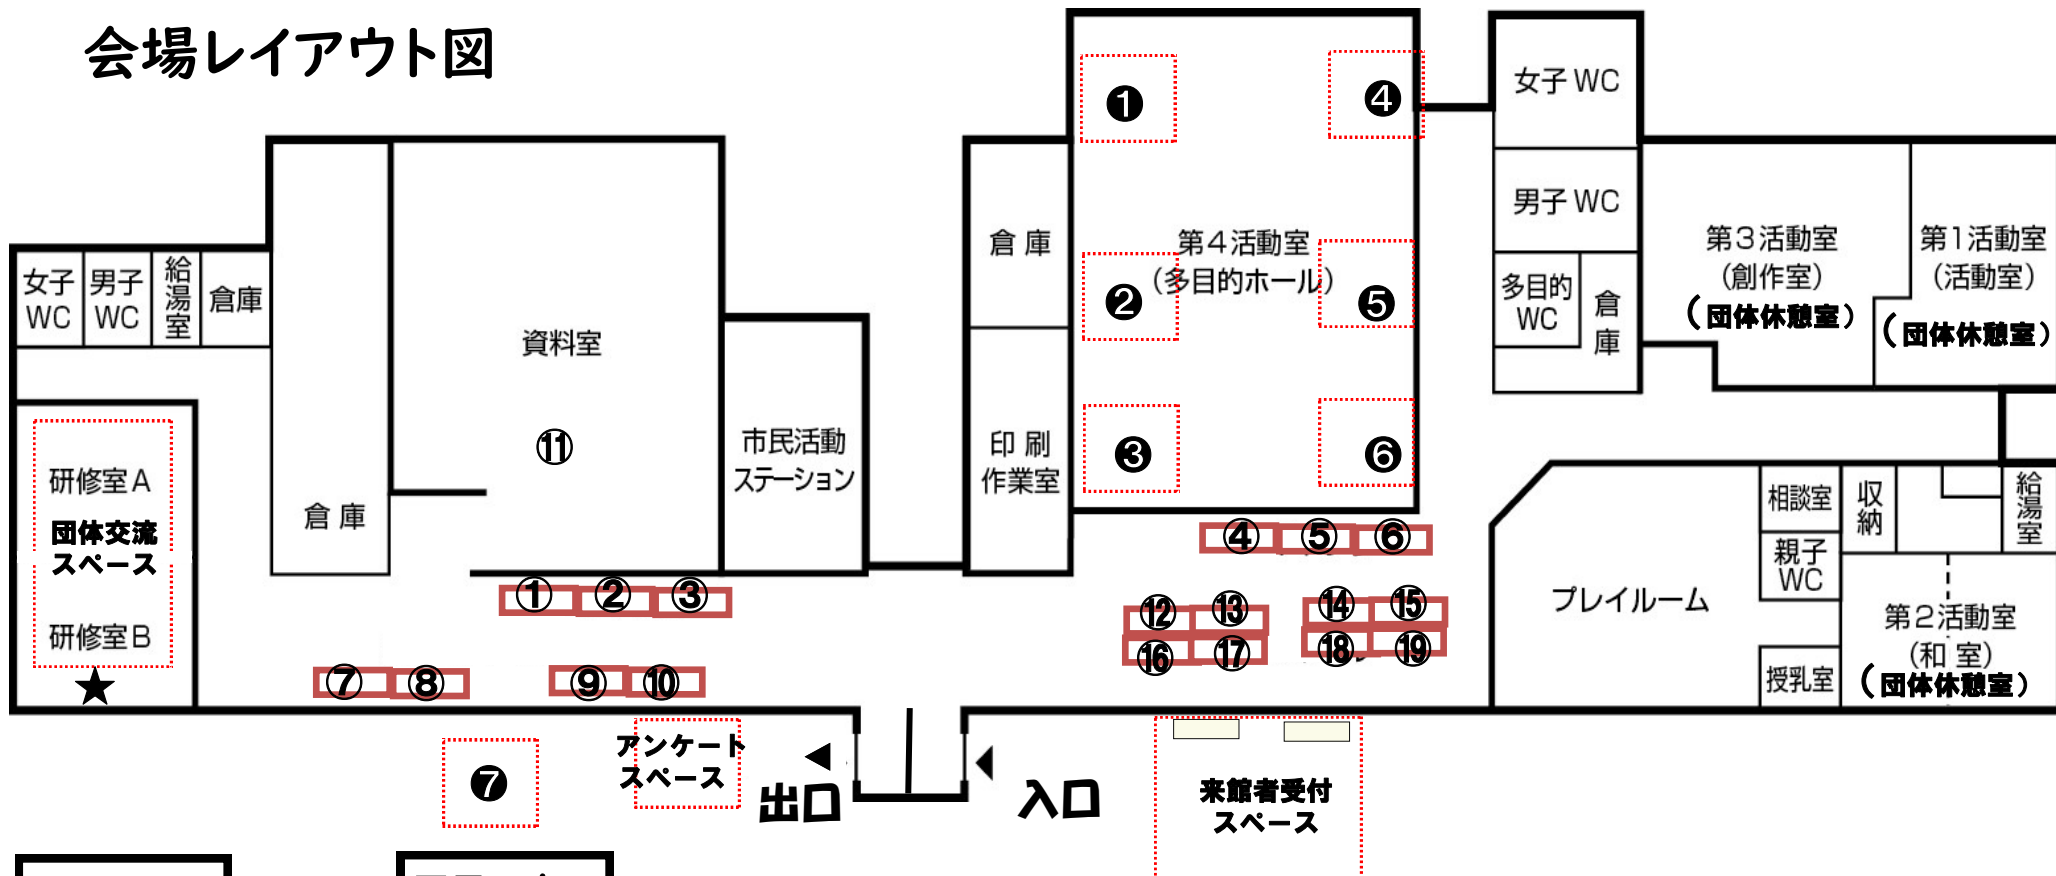 会場レイアウト図
❶
❹
女子 WC
男子 WC
倉 庫
第4活動室
(多目的ホール)
❷
❺
❸
❻
多目的
WC
倉
庫
第3活動室
(創作室)
(団体休憩室)
第1活動室
(活動室)
(団体休憩室)
女子
WC
男子
WC
給
湯
室
倉庫
資料室
⑪
市民活動
ステーション
印 刷
作業室
研修室A
団体交流
スペース
研修室B
★
倉 庫
④ ⑤ ⑥
① ② ③
⑫ ⑬ ⑭ ⑮
⑯ ⑰ ⑱ ⑲
⑦ ⑧ ⑨ ⑩
プレイルーム
相談室
親子
WC
授乳室
収
納
給
湯
室
第2活動室
(和 室)
(団体休憩室)
❼
アンケート
スペース
◀
出口
◀
入口
来館者受付
スペース